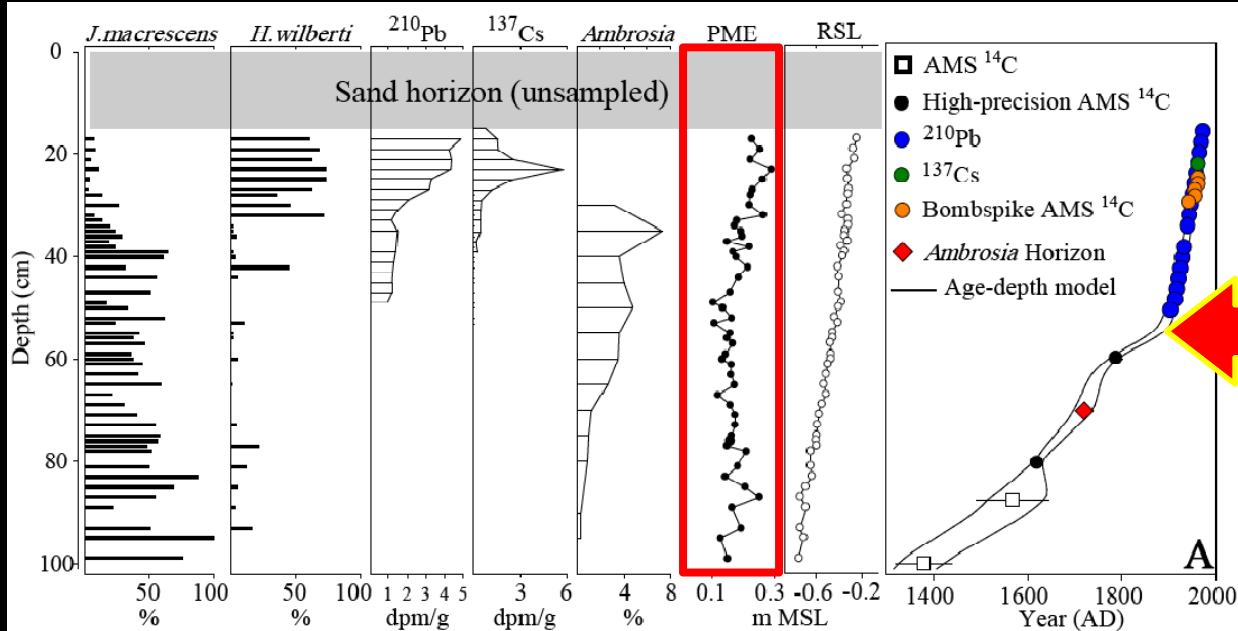 J.macrescens H.wilberti ²¹⁰Pb ¹³⁷Cs Ambrosia PME RSL
0
20
40
60
80
100
Depth (cm)
Sand horizon (unsampled)
0 50 100
%
0 50 100
%
1 2 3 4 5
dpm/g
0 3 6
dpm/g
4 8
%
0.1 0.3
-0.6 -0.2
m MSL
AMS ¹⁴C
High-precision AMS ¹⁴C
²¹⁰Pb
¹³⁷Cs
Bombspike AMS ¹⁴C
Ambrosia Horizon
Age-depth model
A
1400 1600 1800 2000
Year (AD)